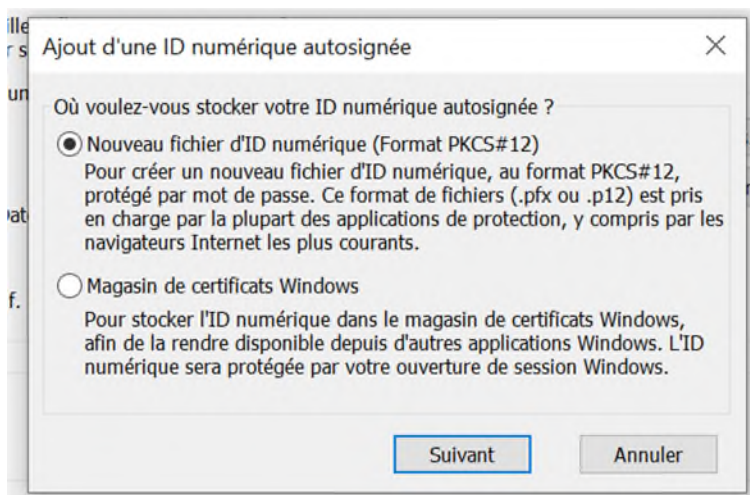 Ajout d'une ID numérique autosignée
Où voulez-vous stocker votre ID numérique autosignée ?
Nouveau fichier d'ID numérique (Format PKCS#12)
Pour créer un nouveau fichier d'ID numérique, au format PKCS#12,
protégé par mot de passe. Ce format de fichiers (.pfx ou .p12) est pris
en charge par la plupart des applications de protection, y compris par les
navigateurs Internet les plus courants.
Magasin de certificats Windows
Pour stocker l'ID numérique dans le magasin de certificats Windows,
afin de la rendre disponible depuis d'autres applications Windows. L'ID
numérique sera protégée par votre ouverture de session Windows.
Suivant Annuler